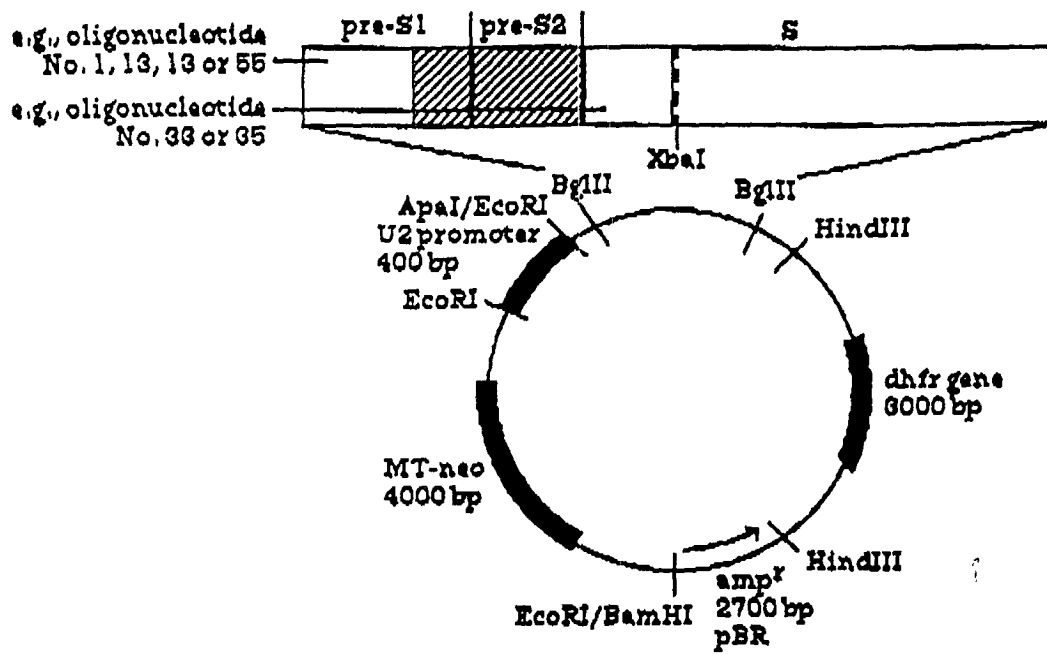 pre-S1
pre-S2
S
e.g., oligonucleotide
No. 1, 13, 13 or 55
e.g., oligonucleotide
No. 33 or 35
XbaI
BglII
BglII
ApaI/EcoRI
U2 promoter
400 bp
HindIII
EcoRI
dhfr gene
3000 bp
MT-neo
4000 bp
HindIII
amp^r
2700 bp
pBR
EcoRI/BamHI